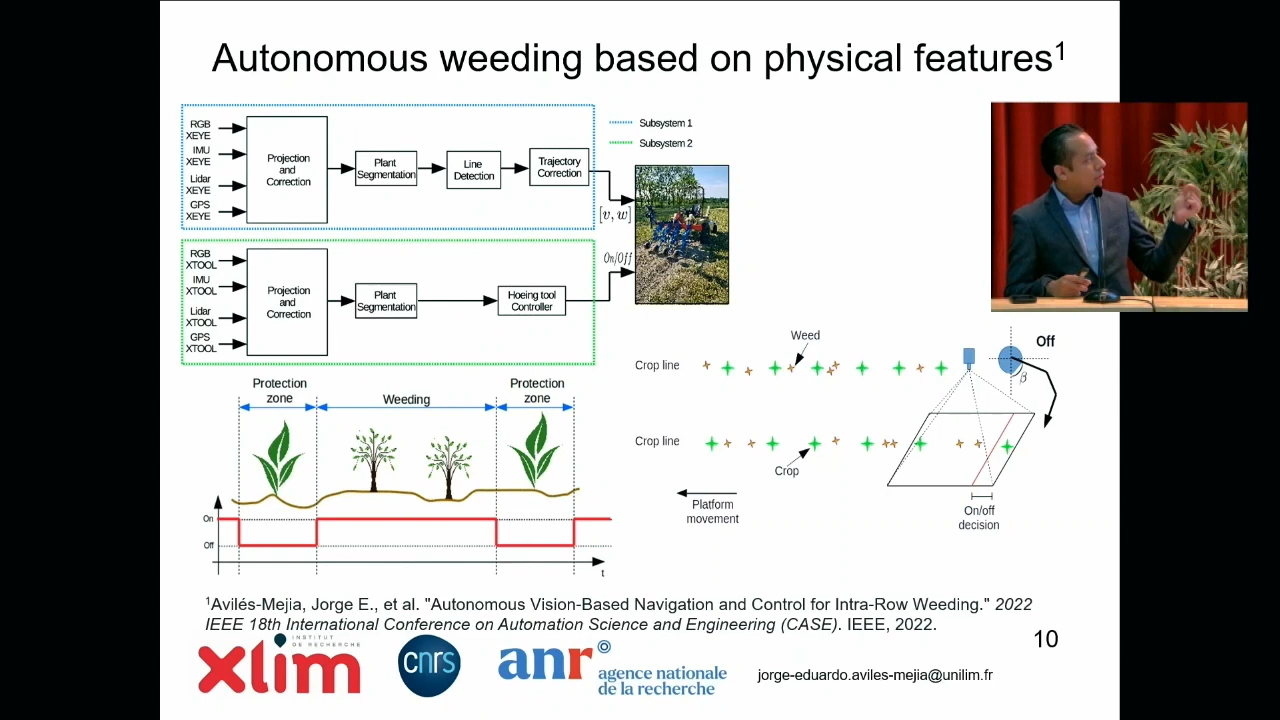 Autonomous weeding based on physical features¹
RGB
XEYE
IMU
XEYE
Lidar
XEYE
GPS
XEYE
Projection
and
Correction
Plant
Segmentation
Line
Detection
Trajectory
Correction
Subsystem 1
Subsystem 2
[v, w]
RGB
XTOOL
IMU
XTOOL
Lidar
XTOOL
GPS
XTOOL
Projection
and
Correction
Plant
Segmentation
Hoeing tool
Controller
On/Off
Protection
zone
Weeding
Protection
zone
On
Off
t
Weed
Off
Crop line
β
Crop line
Crop
Platform
movement
On/off
decision
¹Avilés-Mejia, Jorge E., et al. "Autonomous Vision-Based Navigation and Control for Intra-Row Weeding." 2022
IEEE 18th International Conference on Automation Science and Engineering (CASE). IEEE, 2022.
10
INSTITUT
DE RECHERCHE
xlim
cnrs
anr
agence nationale
de la recherche
jorge-eduardo.aviles-mejia@unilim.fr